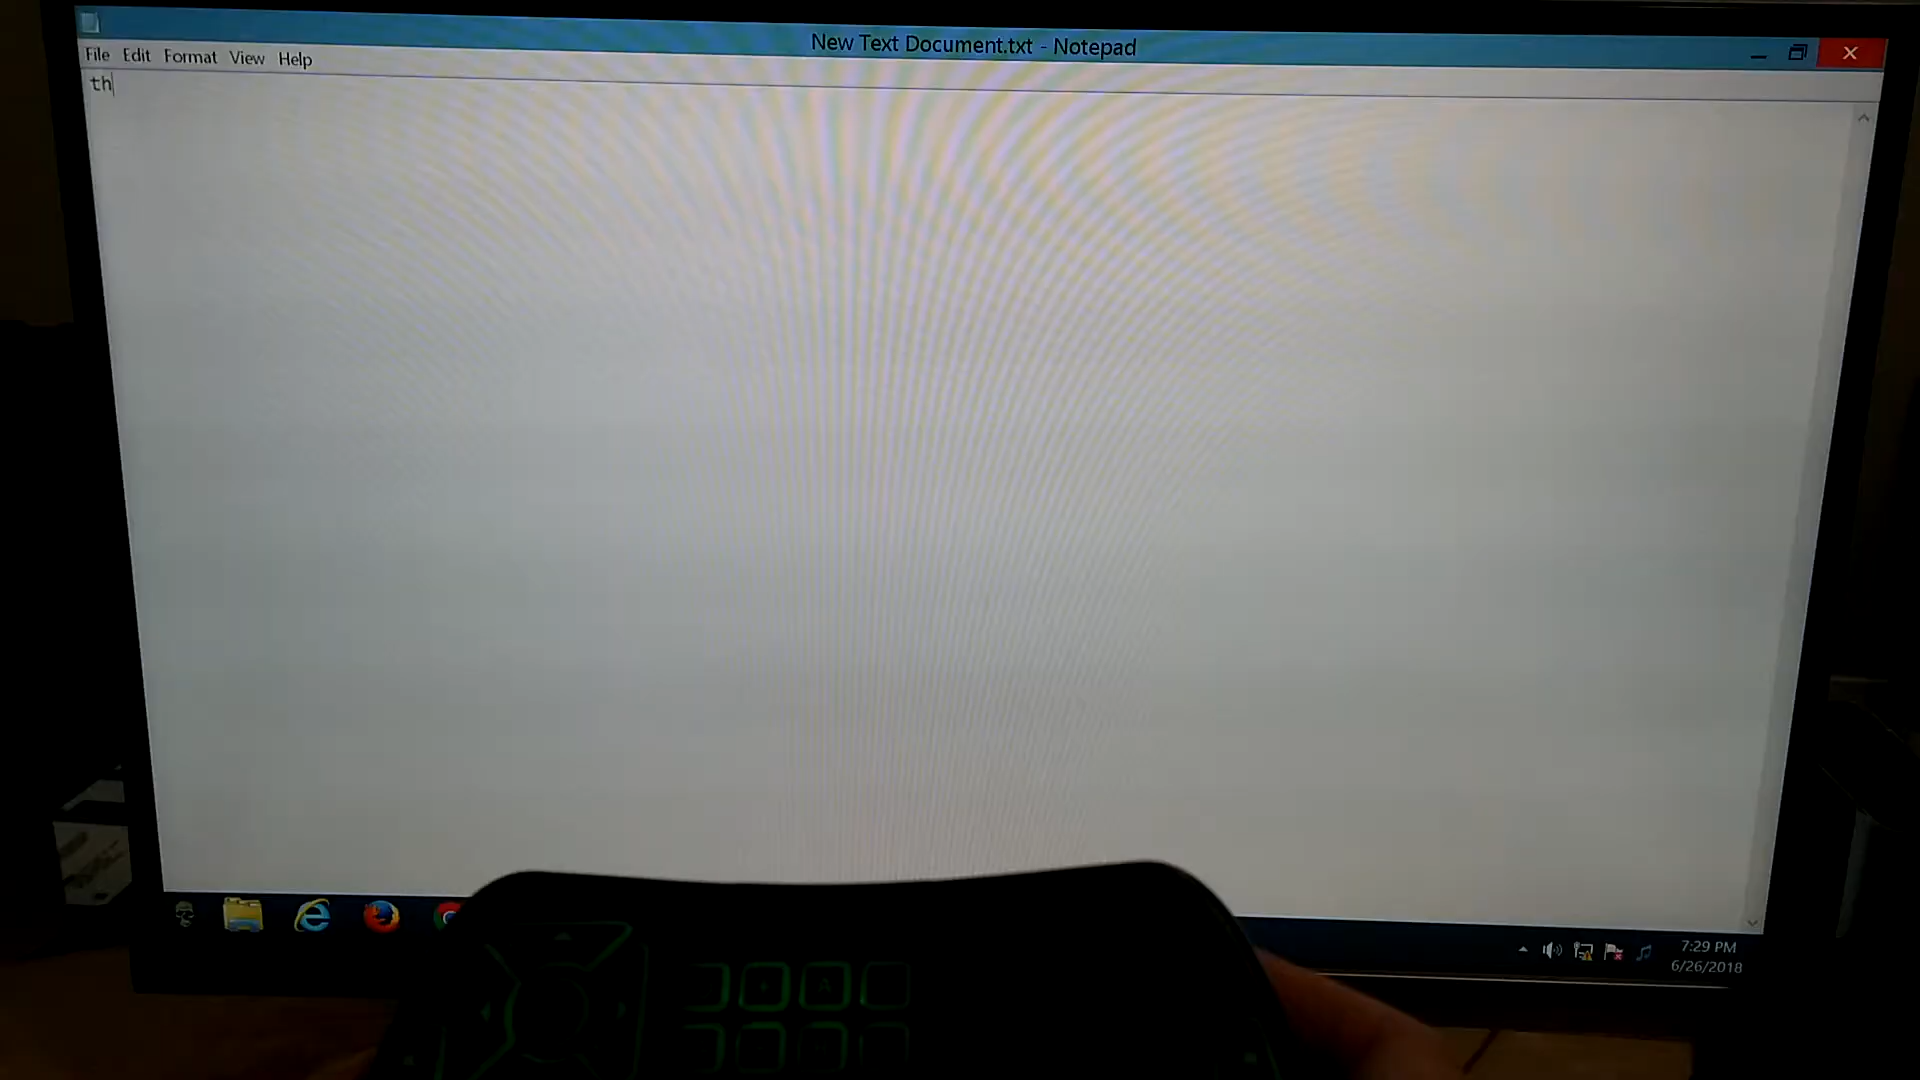 New Text Document.txt - Notepad
File Edit Format View Help
th
7:29 PM
6/26/2018